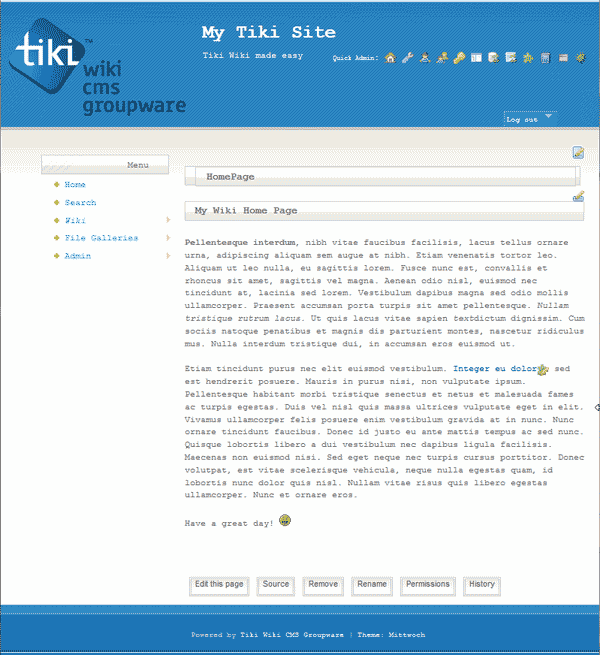 My Tiki Site
tiki™
Tiki Wiki made easy
Quick Admin:
wiki
cms
groupware
Log out
Menu
Home
Search
Wiki
File Galleries
Admin
HomePage
My Wiki Home Page
Pellentesque interdum, nibh vitae faucibus facilisis, lacus tellus ornare
urna, adipiscing aliquam sem augue at nibh. Etiam venenatis tortor leo.
Aliquam ut leo nulla, eu sagittis lorem. Fusce nunc est, convallis et
rhoncus sit amet, sagittis vel magna. Aenean odio nisl, euismod nec
tincidunt at, lacinia sed lorem. Vestibulum dapibus magna sed odio mollis
ullamcorper. Praesent accumsan porta turpis sit amet pellentesque. Nullam
tristique rutrum lacus. Ut quis lacus vitae sapien textdictum dignissim. Cum
sociis natoque penatibus et magnis dis parturient montes, nascetur ridiculus
mus. Nulla interdum tristique dui, in accumsan eros euismod ut.
Etiam tincidunt purus nec elit euismod vestibulum. Integer eu dolor sed
est hendrerit posuere. Mauris in purus nisi, non vulputate ipsum.
Pellentesque habitant morbi tristique senectus et netus et malesuada fames
ac turpis egestas. Duis vel nisl quis massa ultrices vulputate eget in elit.
Vivamus ullamcorper felis posuere enim vestibulum gravida at in nunc. Nunc
ornare tincidunt faucibus. Donec id justo eu ante mattis tempus ac sed nunc.
Quisque lobortis libero a dui vestibulum nec dapibus ligula facilisis.
Maecenas non euismod nisi. Sed eget neque nec turpis cursus porttitor. Donec
volutpat, est vitae scelerisque vehicula, neque nulla egestas quam, id
lobortis nunc dolor quis nisl. Nullam vitae risus quis libero egestas
ullamcorper. Nunc et ornare eros.
Have a great day!
Edit this page Source Remove Rename Permissions History
Powered by Tiki Wiki CMS Groupware | Theme: Mittwoch